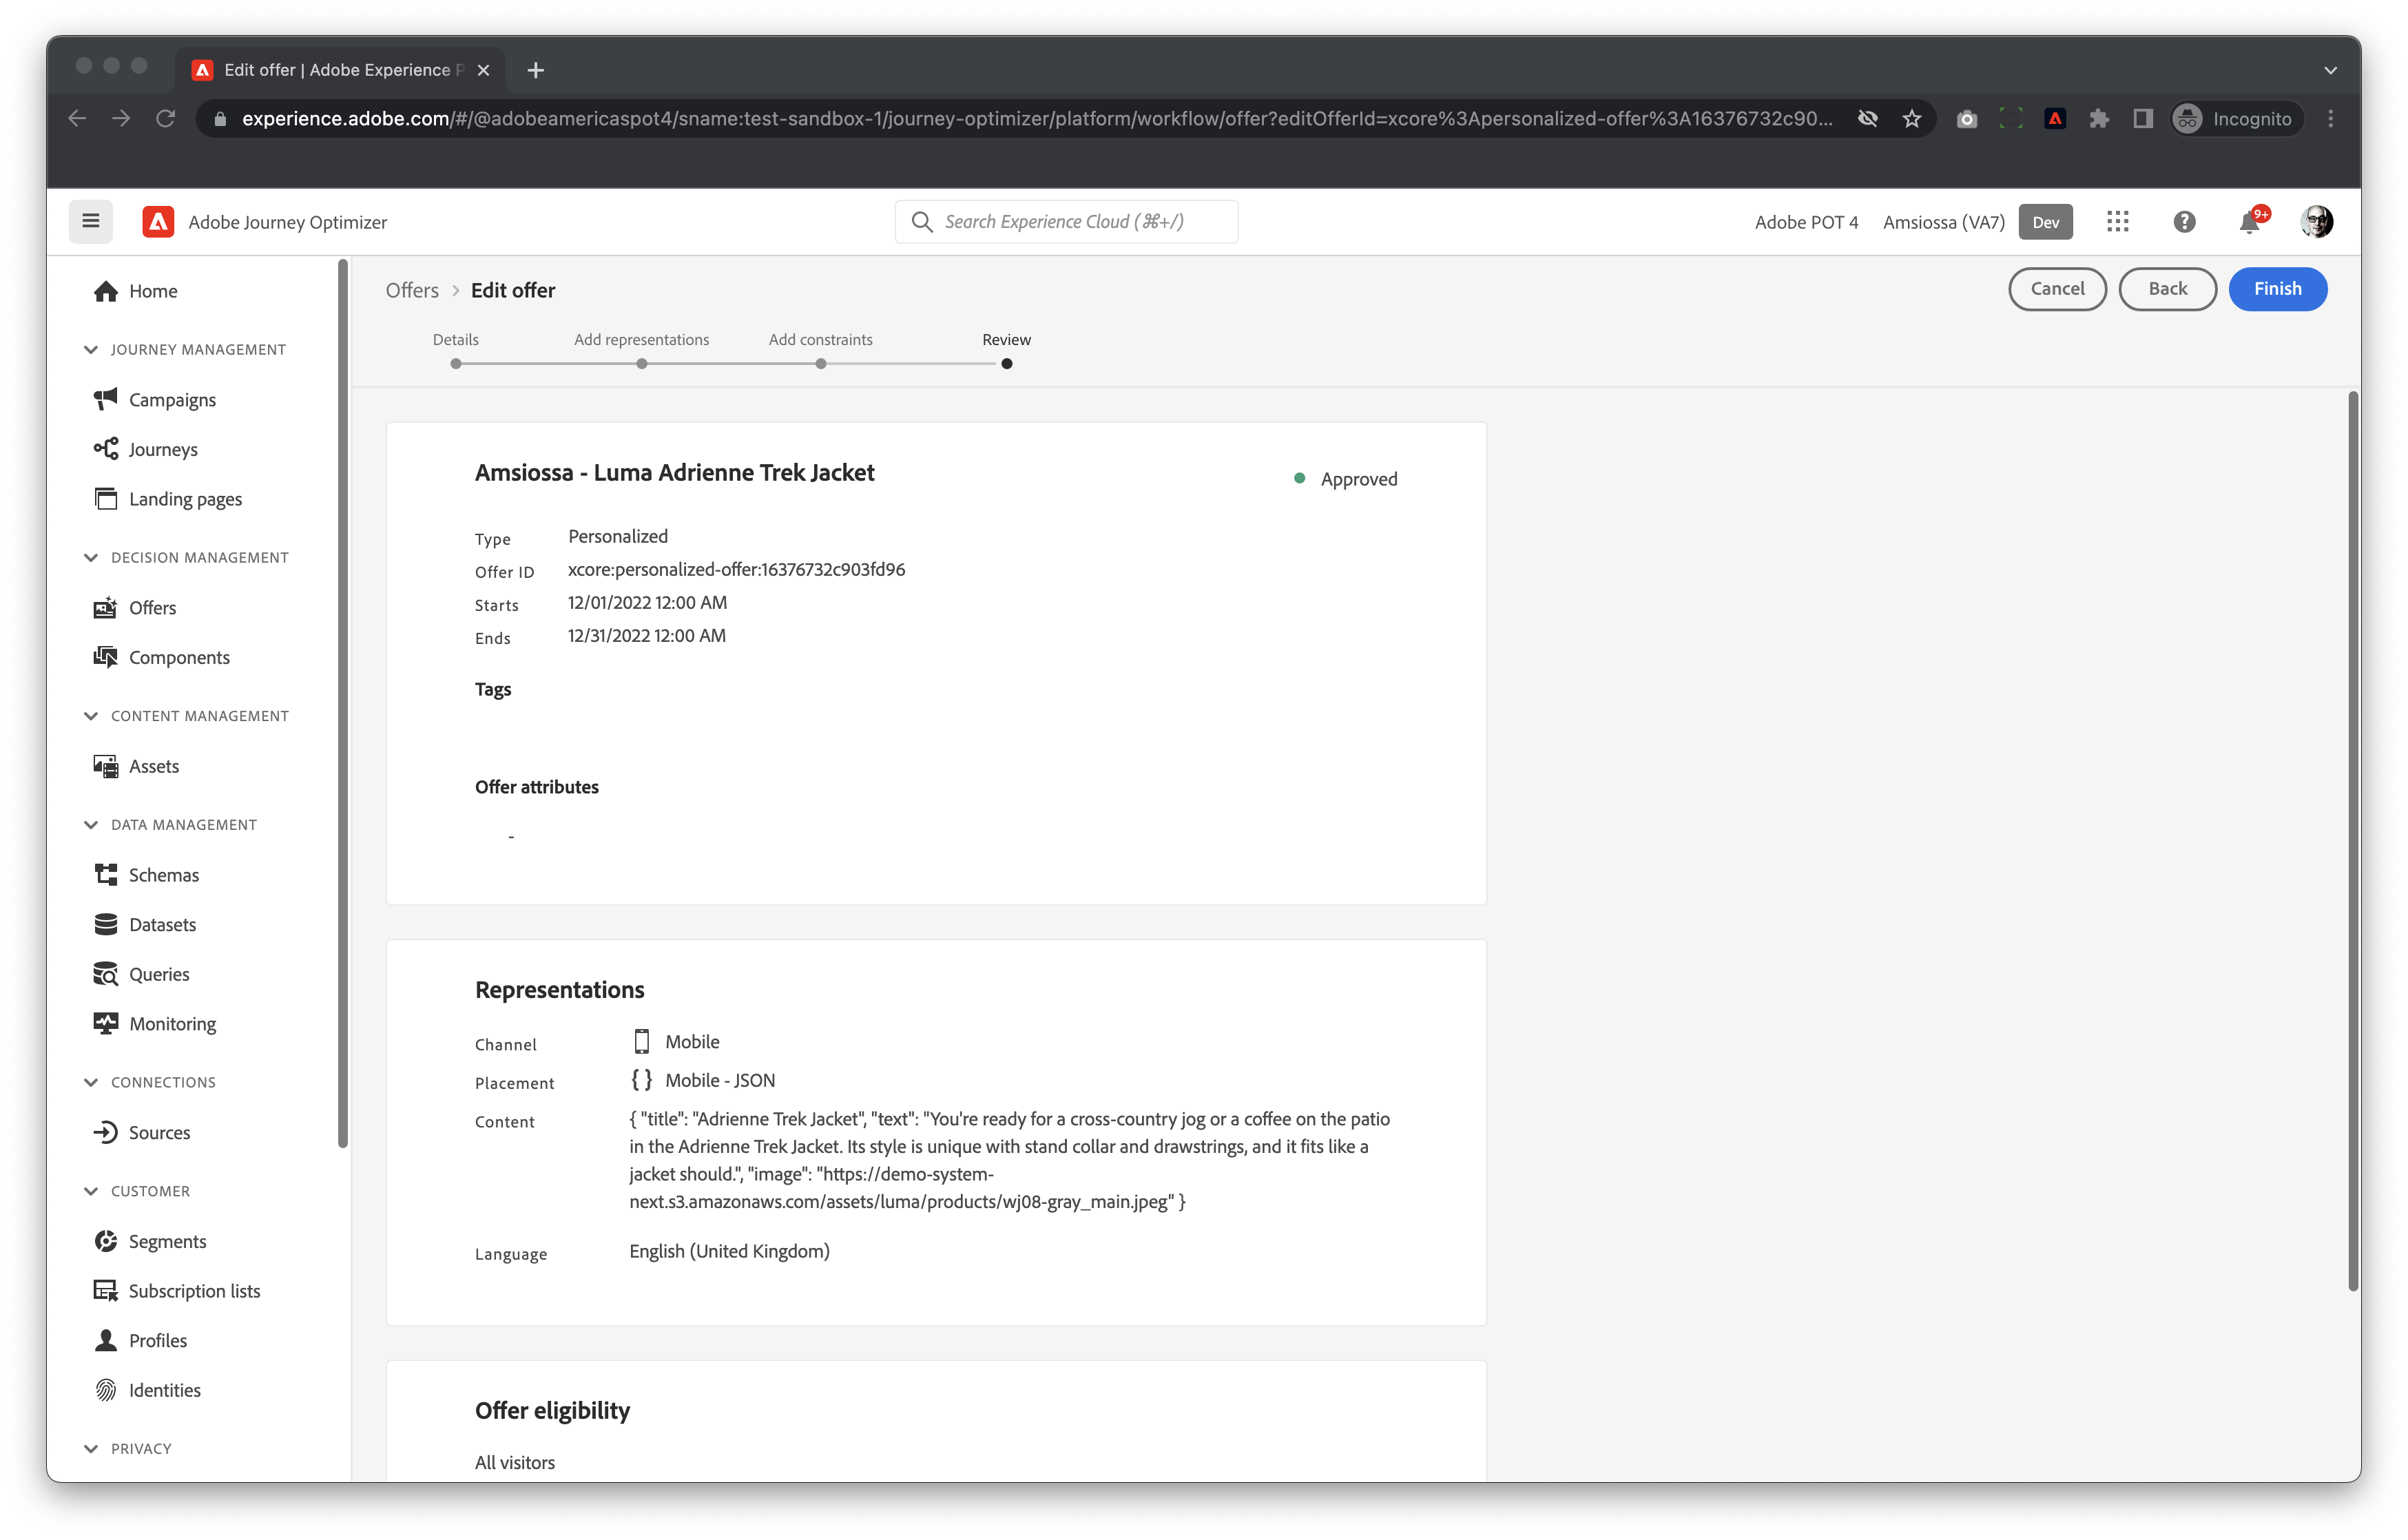 Edit offer | Adobe Experience P
experience.adobe.com/#/@adobeamericaspot4/sname:test-sandbox-1/journey-optimizer/platform/workflow/offer?editOfferId=xcore%3Apersonalized-offer%3A16376732c90...
Incognito
Adobe Journey Optimizer
Search Experience Cloud (⌘+/)
Adobe POT 4
Amsiossa (VA7)
Dev
9+
Home
JOURNEY MANAGEMENT
Campaigns
Journeys
Landing pages
DECISION MANAGEMENT
Offers
Components
CONTENT MANAGEMENT
Assets
DATA MANAGEMENT
Schemas
Datasets
Queries
Monitoring
CONNECTIONS
Sources
CUSTOMER
Segments
Subscription lists
Profiles
Identities
PRIVACY
Offers > Edit offer
Cancel
Back
Finish
Details
Add representations
Add constraints
Review
Amsiossa - Luma Adrienne Trek Jacket
Approved
Type Personalized
Offer ID xcore:personalized-offer:16376732c903fd96
Starts 12/01/2022 12:00 AM
Ends 12/31/2022 12:00 AM
Tags
Offer attributes
-
Representations
Channel Mobile
Placement {} Mobile - JSON
Content { "title": "Adrienne Trek Jacket", "text": "You're ready for a cross-country jog or a coffee on the patio
in the Adrienne Trek Jacket. Its style is unique with stand collar and drawstrings, and it fits like a
jacket should.", "image": "https://demo-system-
next.s3.amazonaws.com/assets/luma/products/wj08-gray_main.jpeg" }
Language English (United Kingdom)
Offer eligibility
All visitors